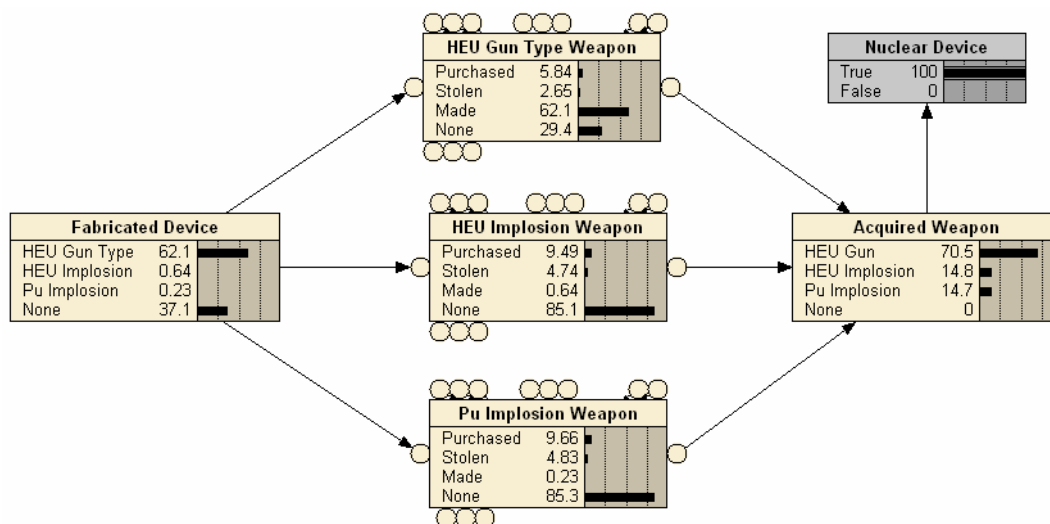 HEU Gun Type Weapon
Purchased 5.84
Stolen 2.65
Made 62.1
None 29.4
Nuclear Device
True 100
False 0
Fabricated Device
HEU Gun Type 62.1
HEU Implosion 0.64
Pu Implosion 0.23
None 37.1
HEU Implosion Weapon
Purchased 9.49
Stolen 4.74
Made 0.64
None 85.1
Acquired Weapon
HEU Gun 70.5
HEU Implosion 14.8
Pu Implosion 14.7
None 0
Pu Implosion Weapon
Purchased 9.66
Stolen 4.83
Made 0.23
None 85.3